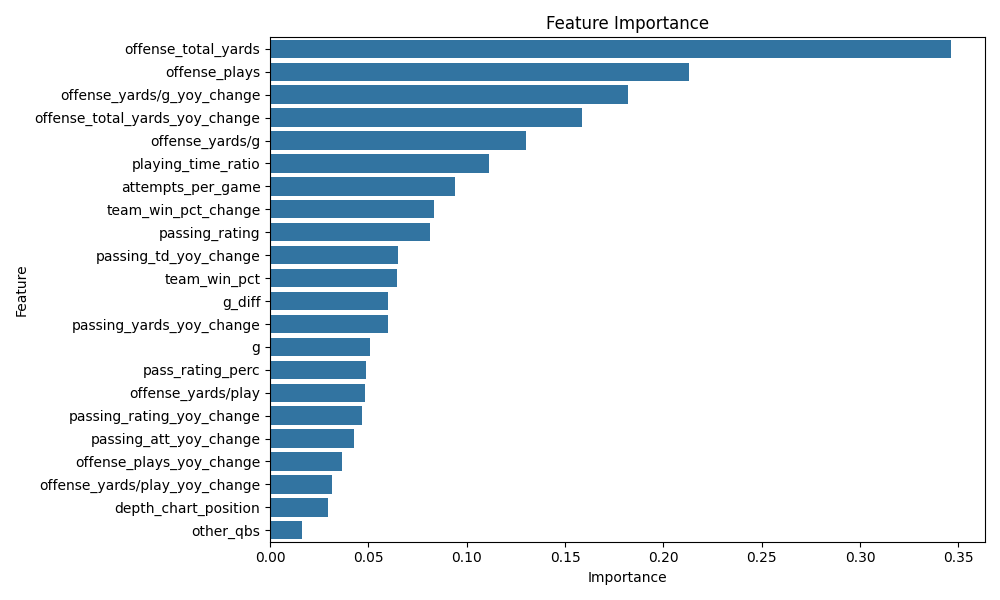 Feature Importance
offense_total_yards
offense_plays
offense_yards/g_yoy_change
offense_total_yards_yoy_change
offense_yards/g
playing_time_ratio
attempts_per_game
team_win_pct_change
passing_rating
passing_td_yoy_change
team_win_pct
g_diff
passing_yards_yoy_change
g
pass_rating_perc
offense_yards/play
passing_rating_yoy_change
passing_att_yoy_change
offense_plays_yoy_change
offense_yards/play_yoy_change
depth_chart_position
other_qbs
Feature
0.00 0.05 0.10 0.15 0.20 0.25 0.30 0.35
Importance